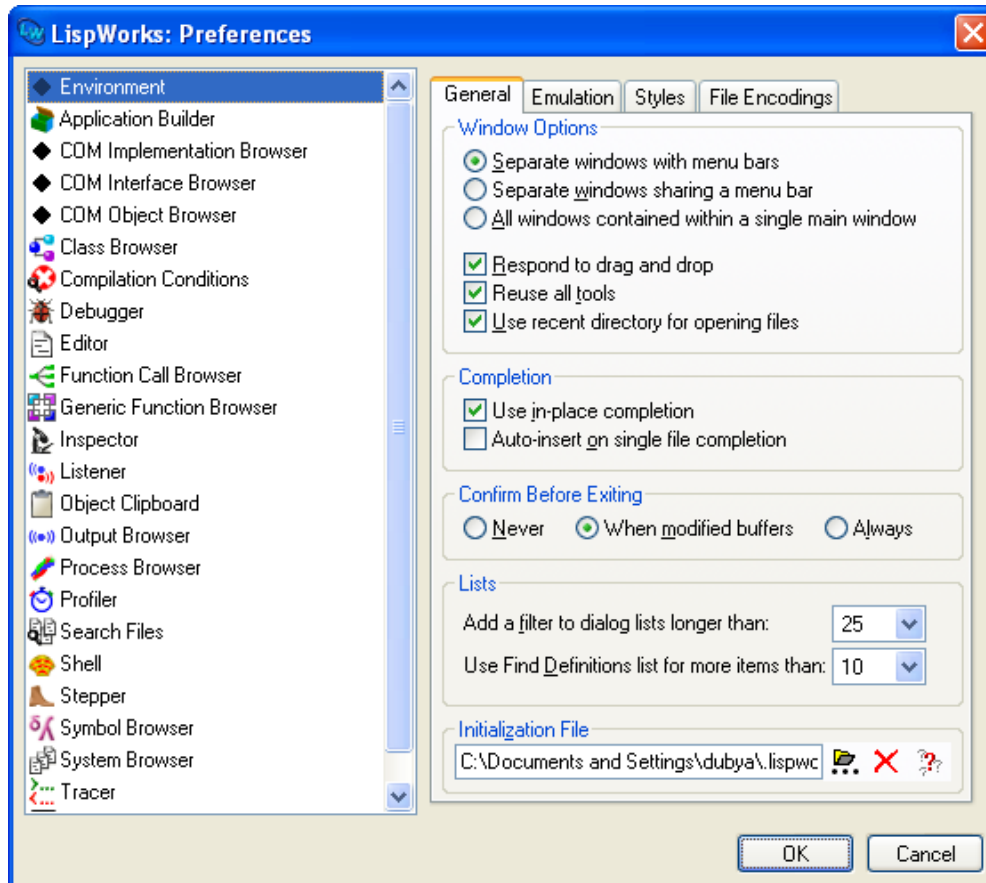 LispWorks: Preferences
Environment
Application Builder
COM Implementation Browser
COM Interface Browser
COM Object Browser
Class Browser
Compilation Conditions
Debugger
Editor
Function Call Browser
Generic Function Browser
Inspector
Listener
Object Clipboard
Output Browser
Process Browser
Profiler
Search Files
Shell
Stepper
Symbol Browser
System Browser
Tracer
General Emulation Styles File Encodings
Window Options
Separate windows with menu bars
Separate windows sharing a menu bar
All windows contained within a single main window
Respond to drag and drop
Reuse all tools
Use recent directory for opening files
Completion
Use in-place completion
Auto-insert on single file completion
Confirm Before Exiting
Never When modified buffers Always
Lists
Add a filter to dialog lists longer than: 25
Use Find Definitions list for more items than: 10
Initialization File
C:\Documents and Settings\dubya\.lispwo
OK Cancel